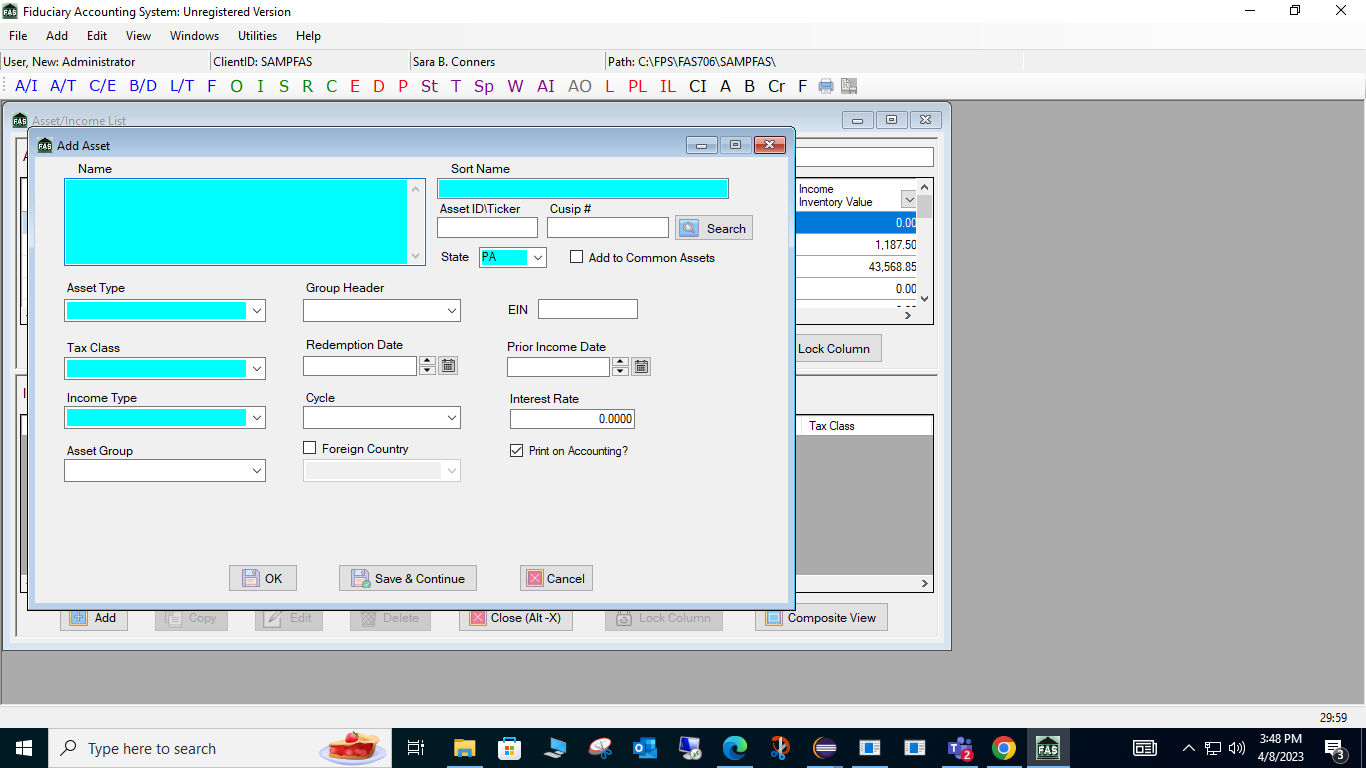 FAS Fiduciary Accounting System: Unregistered Version
File Add Edit View Windows Utilities Help
User, New: Administrator ClientID: SAMPFAS Sara B. Conners Path: C:\FPS\FAS706\SAMPFAS\
A/I A/T C/E B/D L/T F O I S R C E D P St T Sp W AI AO L PL IL CI A B Cr F
FAS Asset/Income List
FAS Add Asset
Name Sort Name
Asset ID\Ticker Cusip #
Search
State PA Add to Common Assets
Asset Type Group Header
EIN
Tax Class Redemption Date Prior Income Date
Income Type Cycle Interest Rate
0.0000
Asset Group Foreign Country Print on Accounting?
OK Save & Continue Cancel
Income
Inventory Value
0.00
1,187.50
43,568.85
0.00
Lock Column
Tax Class
Add Copy Edit Delete Close (Alt -X) Lock Column Composite View
29:59
Type here to search
2
FAS
3:48 PM
4/8/2023
3